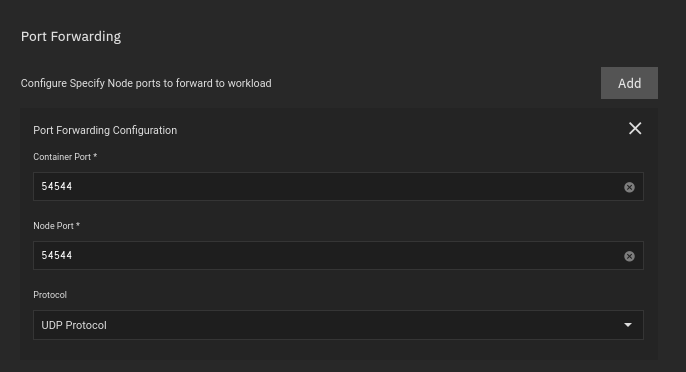 Port Forwarding
Configure Specify Node ports to forward to workload
Add
Port Forwarding Configuration
Container Port *
54544
Node Port *
54544
Protocol
UDP Protocol